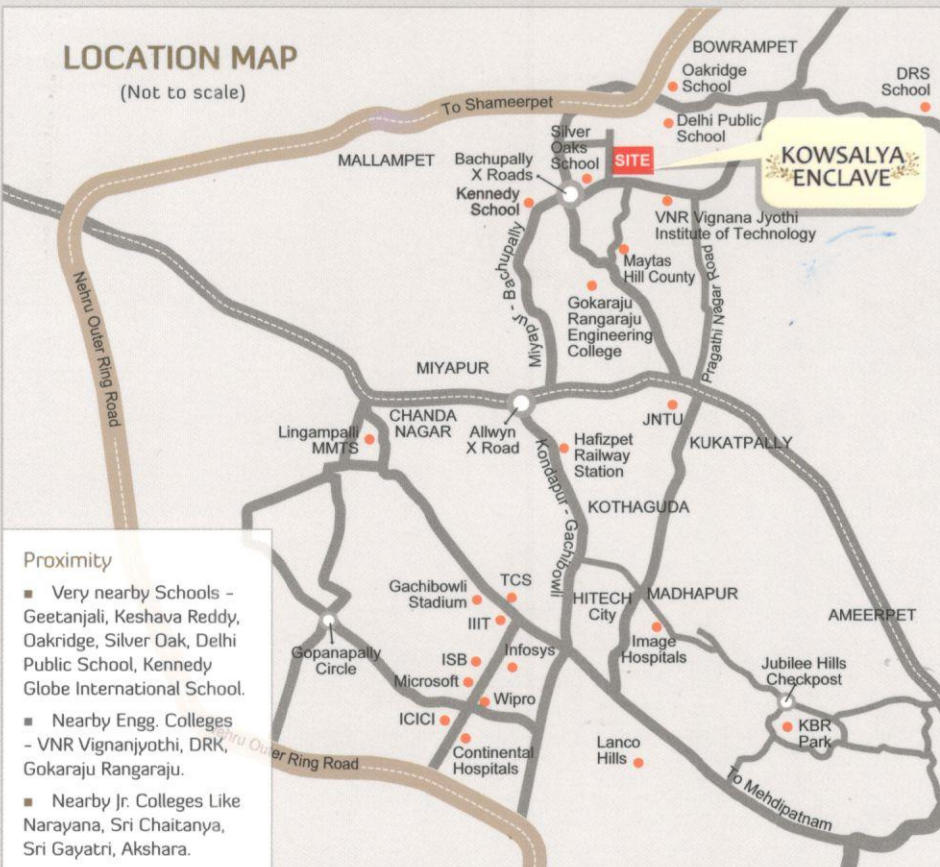 LOCATION MAP
(Not to scale)
To Shameerpet
BOWRAMPET
Oakridge
School
DRS
School
Delhi Public
School
Silver
Oaks
School
SITE
KOWSALYA
ENCLAVE
MALLAMPET
Bachupally
X Roads
Kennedy
School
VNR Vignana Jyothi
Institute of Technology
Maytas
Hill County
Miyapur - Bachupally
Gokaraju
Rangaraju
Engineering
College
Pragathi Nagar Road
Nehru Outer Ring Road
MIYAPUR
CHANDA
NAGAR
Lingampalli
MMTS
Allwyn
X Road
JNTU
KUKATPALLY
Hafizpet
Railway
Station
Kondapur - Gachibowli
KOTHAGUDA
Gachibowli
Stadium
TCS
IIIT
HITECH
City
MADHAPUR
AMEERPET
Gopanapally
Circle
Infosys
Image
Hospitals
ISB
Microsoft
Wipro
Jubilee Hills
Checkpost
ICICI
KBR
Park
Continental
Hospitals
Lanco
Hills
To Mehdipatnam
Nehru Outer Ring Road
Proximity
■ Very nearby Schools -
Geetanjali, Keshava Reddy,
Oakridge, Silver Oak, Delhi
Public School, Kennedy
Globe International School.
■ Nearby Engg. Colleges
- VNR Vignanjyothi, DRK,
Gokaraju Rangaraju.
■ Nearby Jr. Colleges Like
Narayana, Sri Chaitanya,
Sri Gayatri, Akshara.